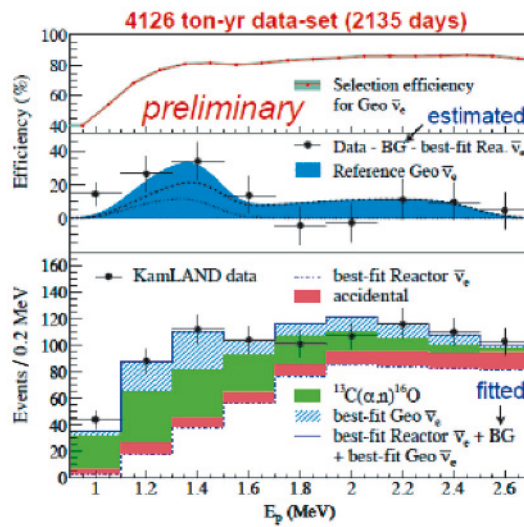 4126 ton-yr data-set (2135 days)
Efficiency (%)
100
80
60
40
Selection efficiency
for Geo ν̅e
preliminary
estimated
Data - BG - best-fit Rea. ν̅e
Reference Geo ν̅e
40
20
0
Events / 0.2 MeV
160
140
120
100
80
60
40
20
0
KamLAND data
best-fit Reactor ν̅e
accidental
¹³C(α,n)¹⁶O
best-fit Geo ν̅e
best-fit Reactor ν̅e + BG
+ best-fit Geo ν̅e
fitted
1 1.2 1.4 1.6 1.8 2 2.2 2.4 2.6
Ep (MeV)